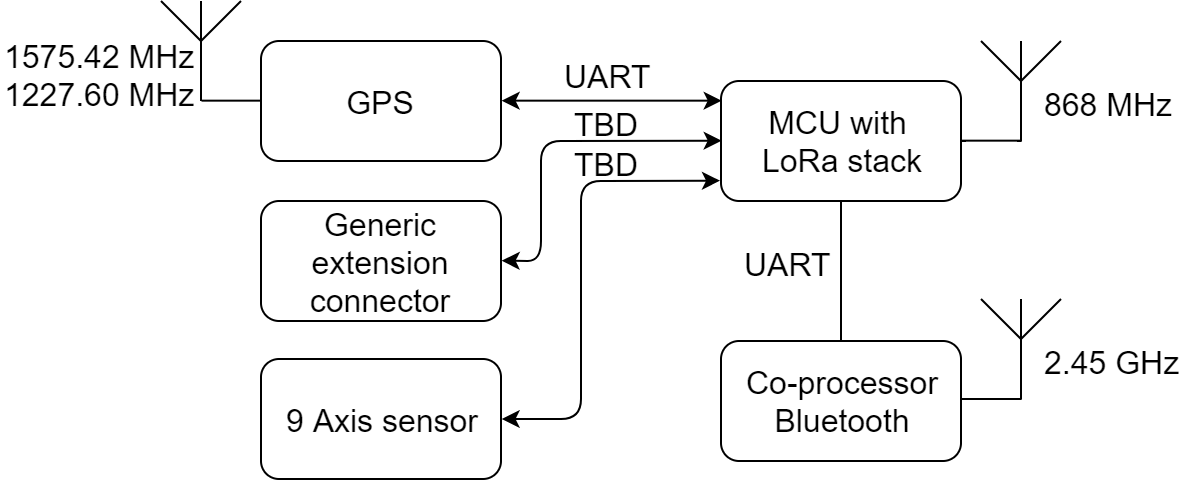 1575.42 MHz
1227.60 MHz
GPS
UART
TBD
TBD
MCU with
LoRa stack
868 MHz
Generic
extension
connector
UART
9 Axis sensor
Co-processor
Bluetooth
2.45 GHz